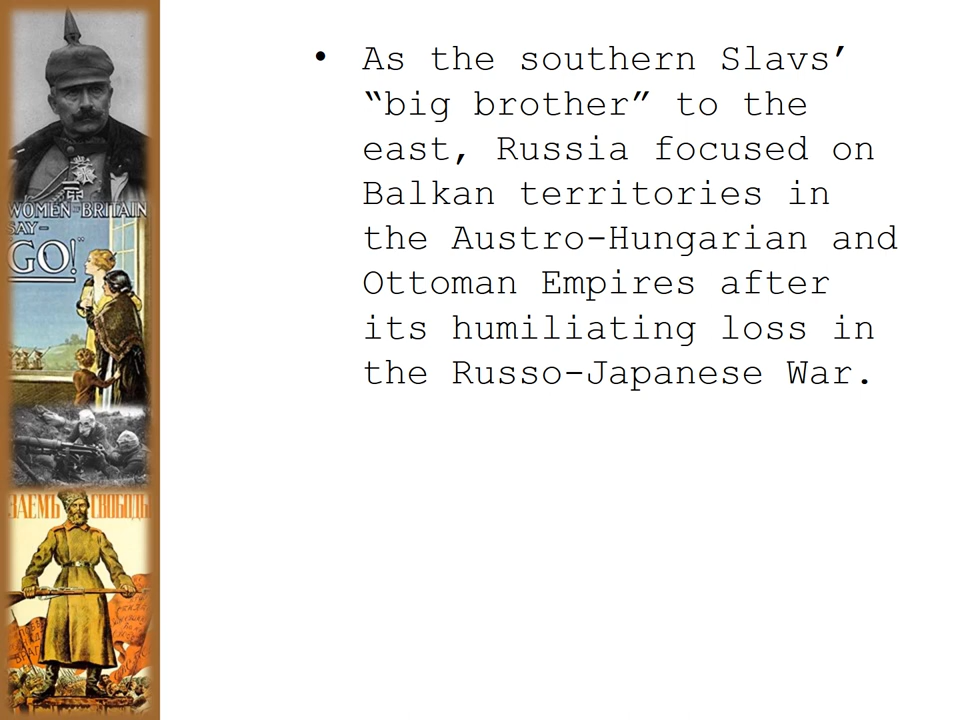 • As the southern Slavs’
“big brother” to the
east, Russia focused on
Balkan territories in
the Austro-Hungarian and
Ottoman Empires after
its humiliating loss in
the Russo-Japanese War.
WOMEN OF BRITAIN
SAY-
GO!"
ЗАЕМЪ СВОБОДЫ